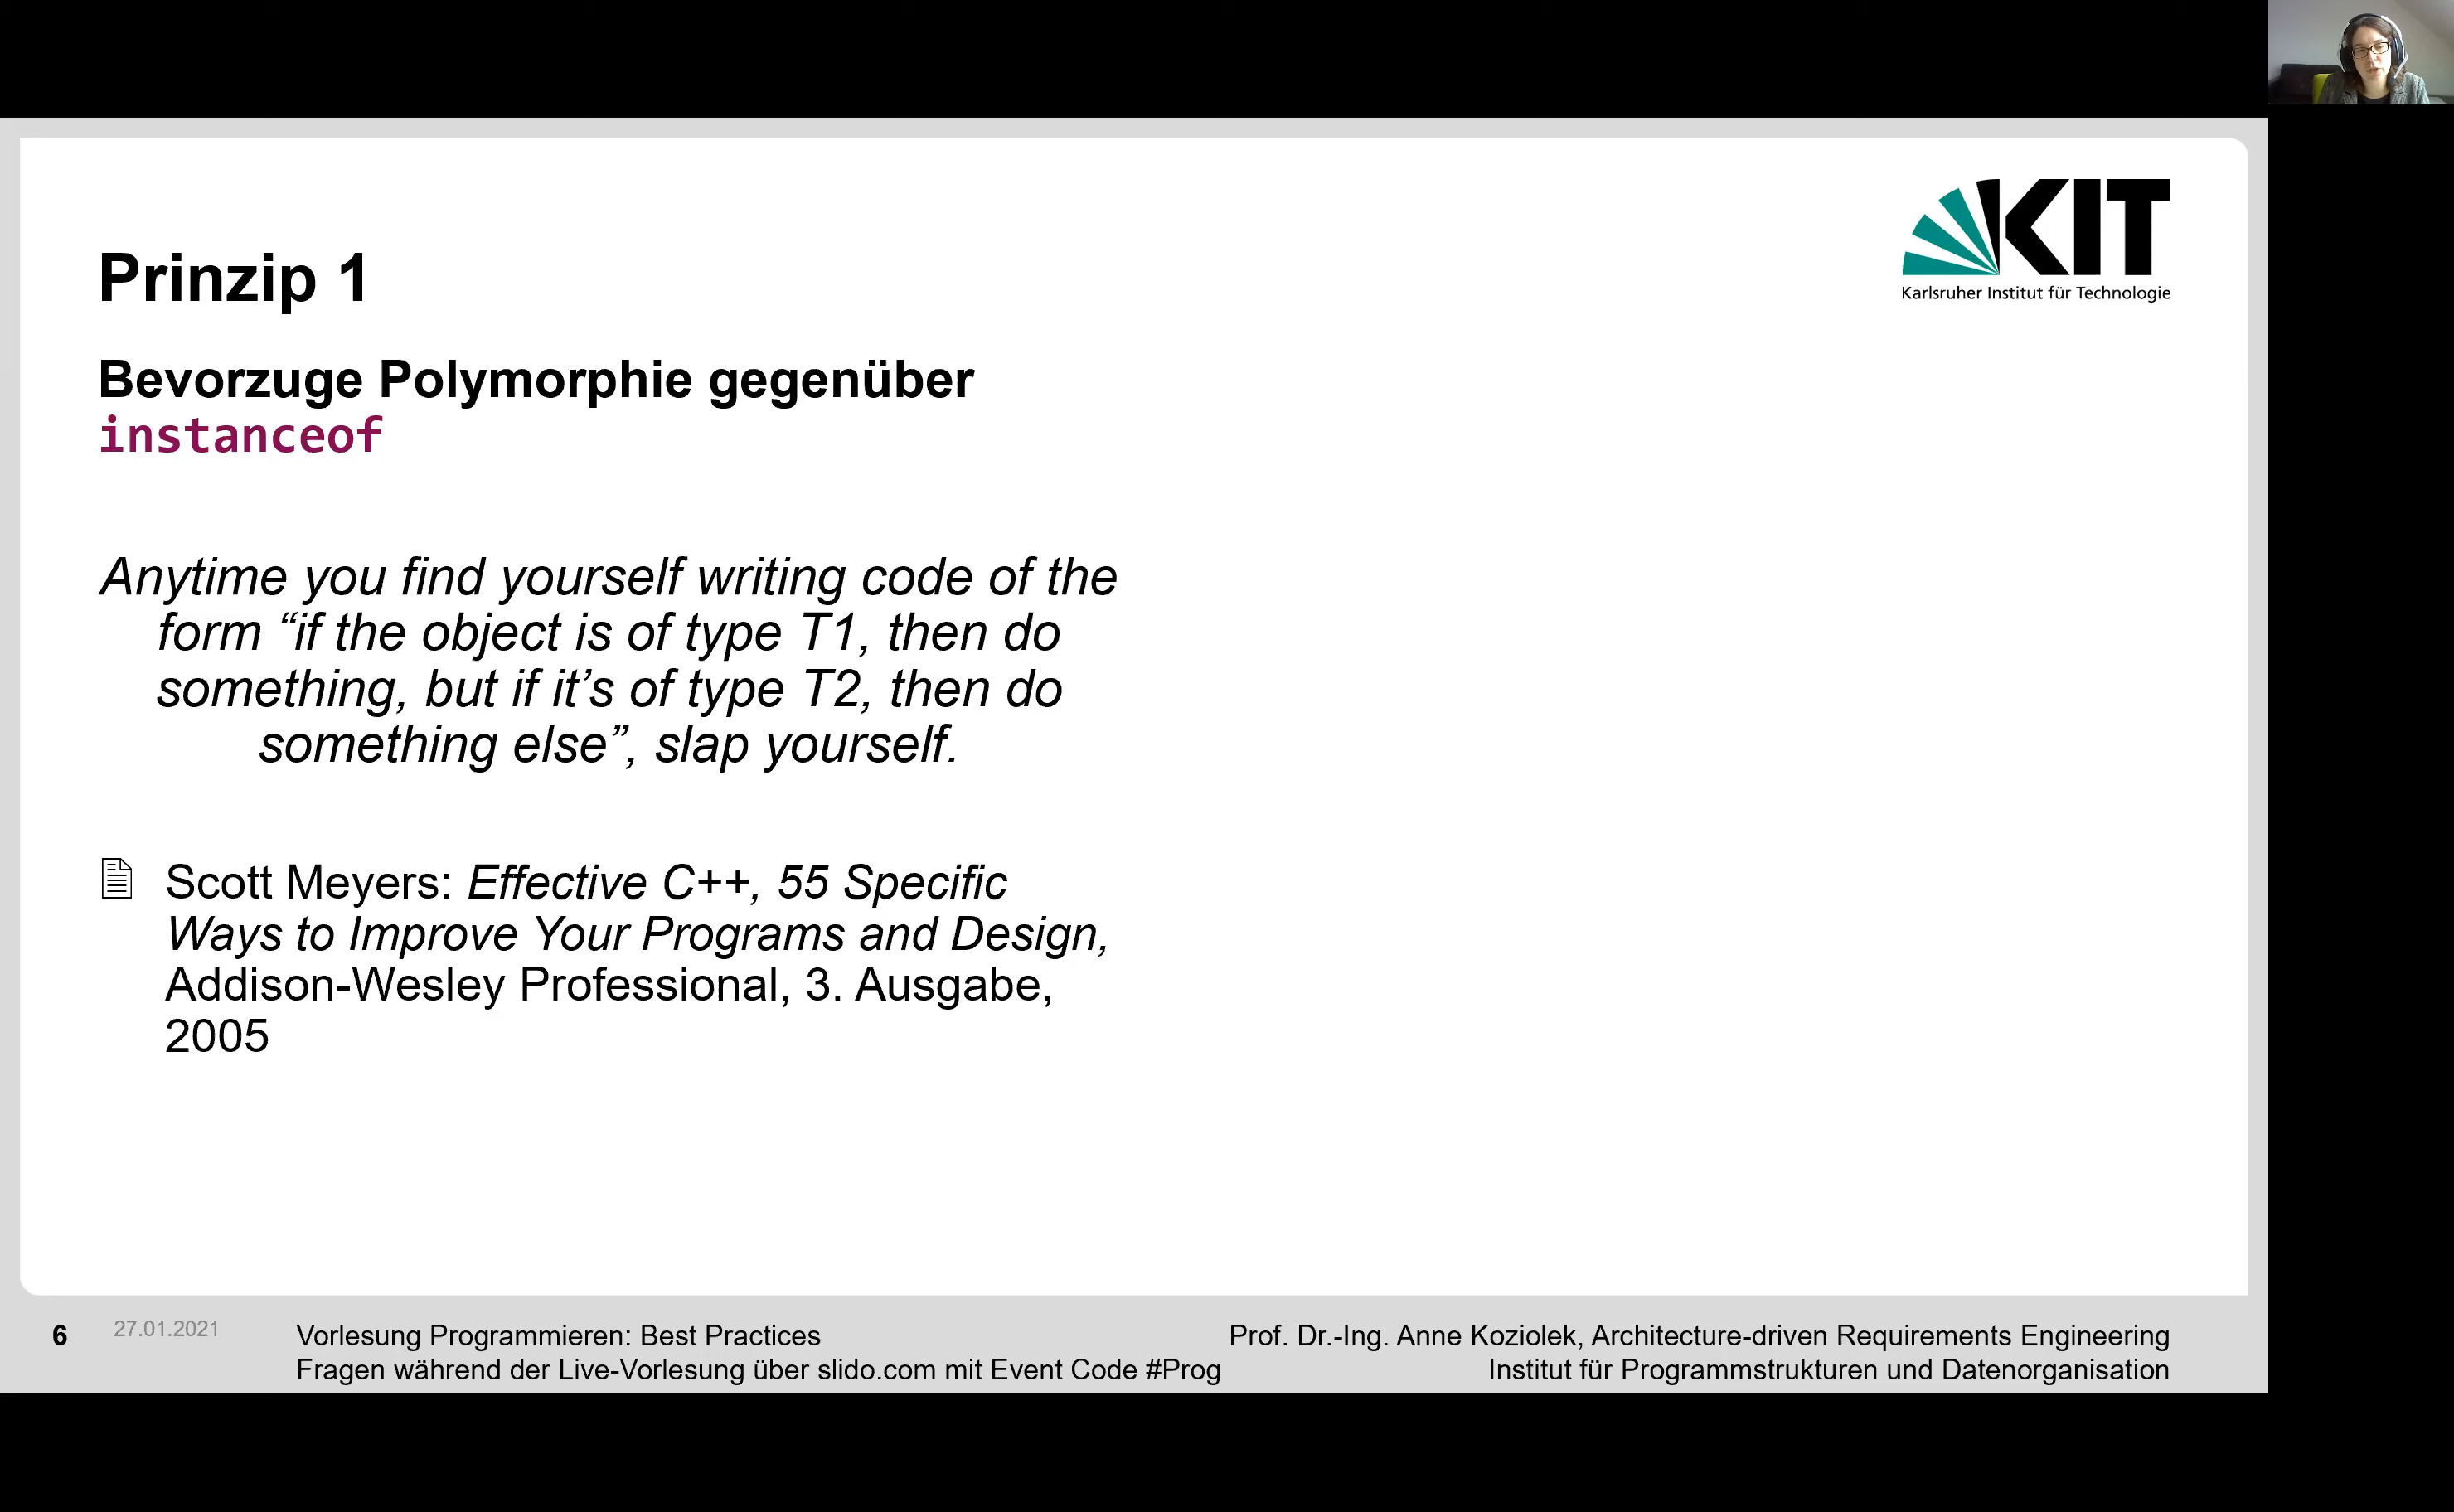 KIT
Karlsruher Institut für Technologie
Prinzip 1
Bevorzuge Polymorphie gegenüber
instanceof
Anytime you find yourself writing code of the
form “if the object is of type T1, then do
something, but if it’s of type T2, then do
something else”, slap yourself.
Scott Meyers: Effective C++, 55 Specific
Ways to Improve Your Programs and Design,
Addison-Wesley Professional, 3. Ausgabe,
2005
6
27.01.2021
Vorlesung Programmieren: Best Practices
Fragen während der Live-Vorlesung über slido.com mit Event Code #Prog
Prof. Dr.-Ing. Anne Koziolek, Architecture-driven Requirements Engineering
Institut für Programmstrukturen und Datenorganisation